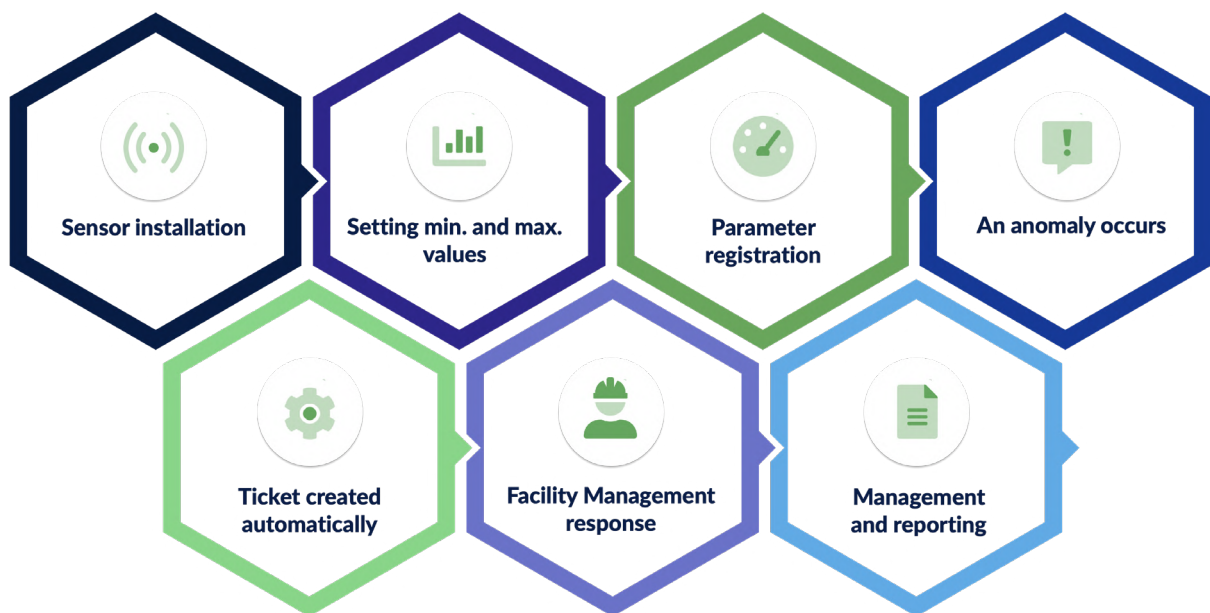 Sensor installation
Setting min. and max.
values
Parameter
registration
An anomaly occurs
Ticket created
automatically
Facility Management
response
Management
and reporting